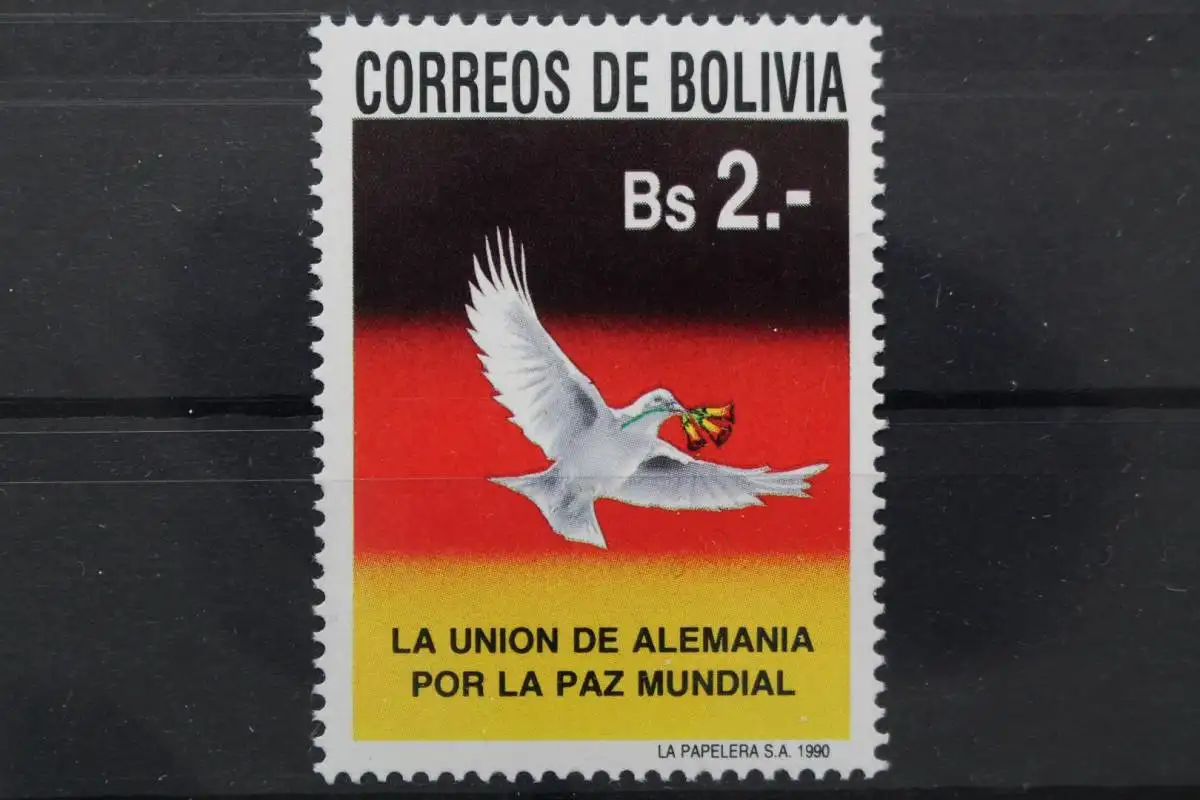 CORREOS DE BOLIVIA
Bs 2.-
LA UNION DE ALEMANIA
POR LA PAZ MUNDIAL
LA PAPELERA S.A. 1990